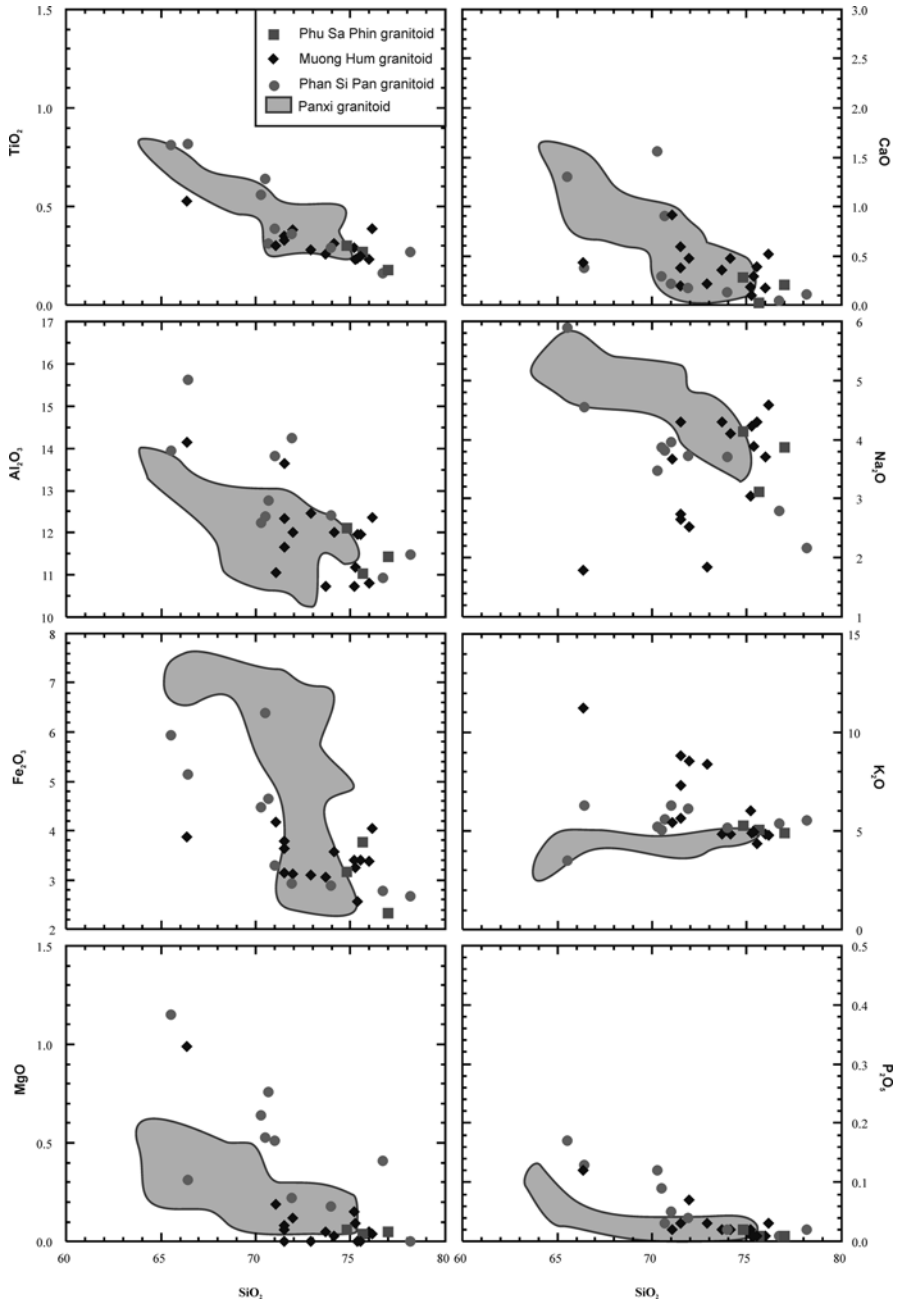 Phu Sa Phin granitoid
Muong Hum granitoid
Phan Si Pan granitoid
Panxi granitoid
1.5
1.0
0.5
0.0
TiO₂
3.0
2.5
2.0
1.5
1.0
0.5
0.0
CaO
17
16
15
14
13
12
11
10
Al₂O₃
6
5
4
3
2
1
Na₂O
8
7
6
5
4
3
2
Fe₂O₃
15
10
5
0
K₂O
1.5
1.0
0.5
0.0
MgO
0.5
0.4
0.3
0.2
0.1
0.0
P₂O₅
60 65 70 75 80
SiO₂
60 65 70 75 80
SiO₂